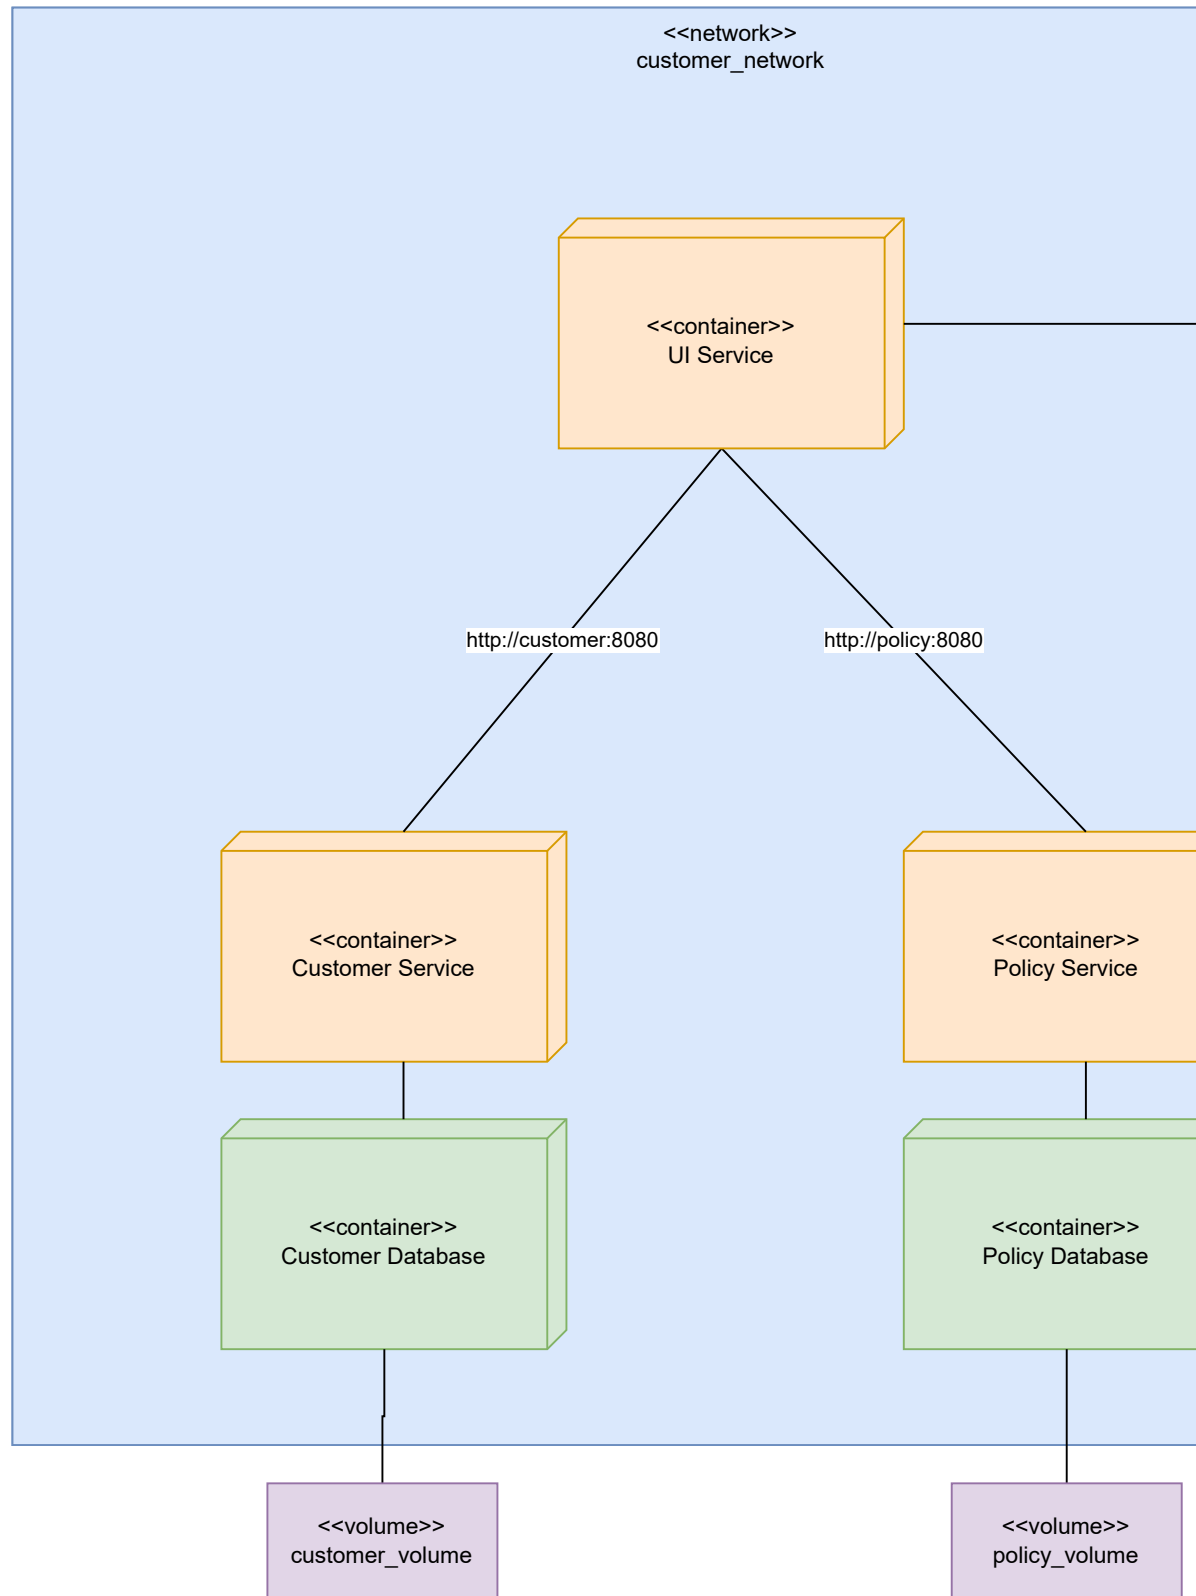 <<network>>
customer_network
<<container>>
UI Service
http://customer:8080
http://policy:8080
<<container>>
Customer Service
<<container>>
Policy Service
<<container>>
Customer Database
<<container>>
Policy Database
<<volume>>
customer_volume
<<volume>>
policy_volume